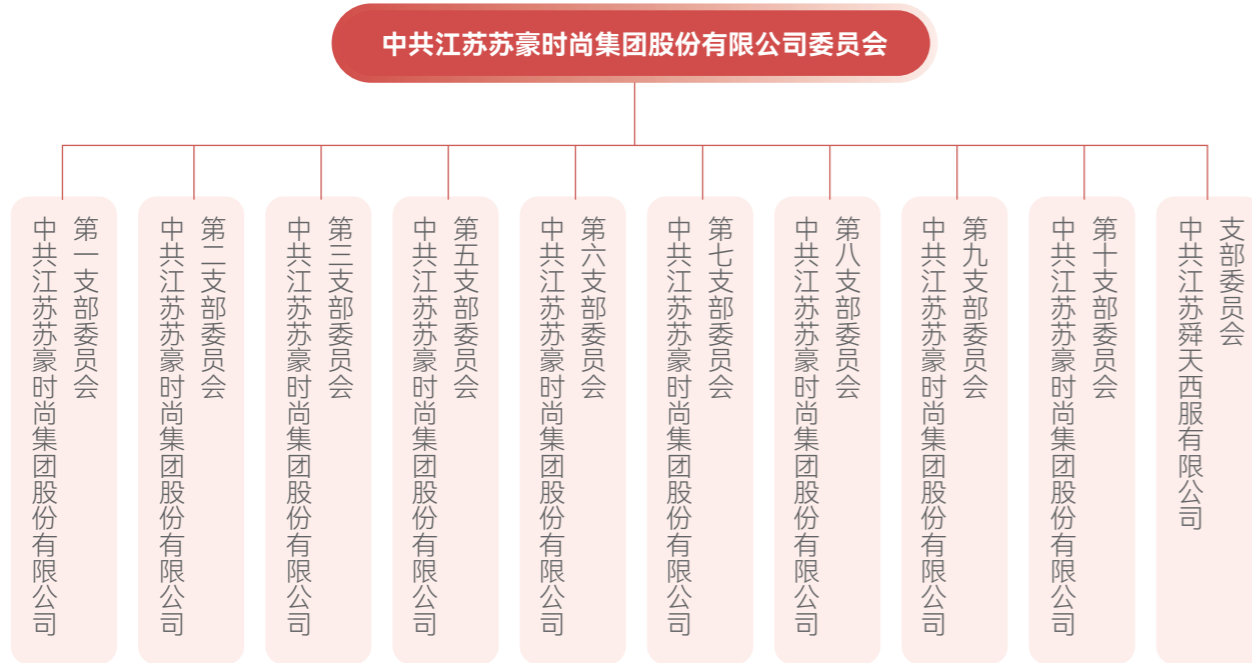 中共江苏苏豪时尚集团股份有限公司委员会
中共江苏苏豪时尚集团股份有限公司
第一支部委员会
中共江苏苏豪时尚集团股份有限公司
第二支部委员会
中共江苏苏豪时尚集团股份有限公司
第三支部委员会
中共江苏苏豪时尚集团股份有限公司
第五支部委员会
中共江苏苏豪时尚集团股份有限公司
第六支部委员会
中共江苏苏豪时尚集团股份有限公司
第七支部委员会
中共江苏苏豪时尚集团股份有限公司
第八支部委员会
中共江苏苏豪时尚集团股份有限公司
第九支部委员会
中共江苏苏豪时尚集团股份有限公司
第十支部委员会
中共江苏舜天西服有限公司
支部委员会